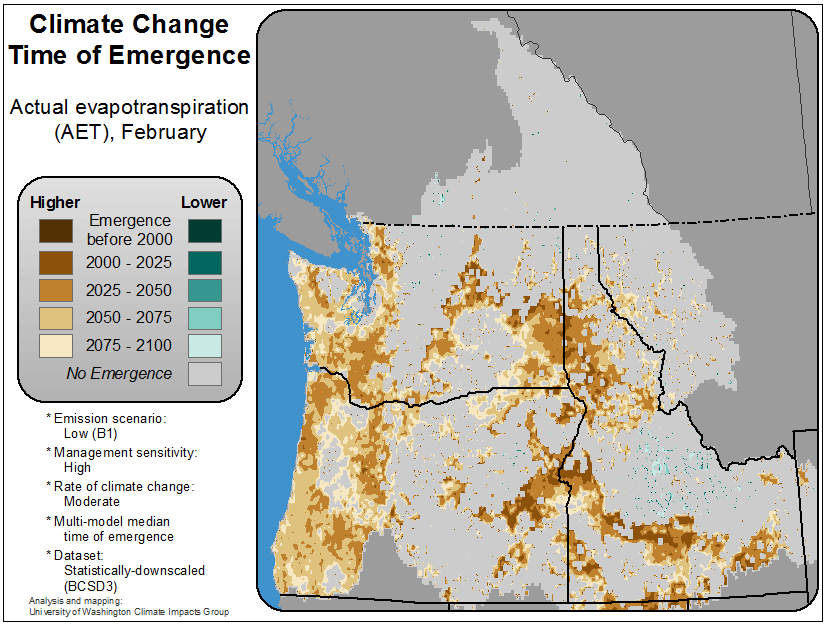 Climate Change
Time of Emergence
Actual evapotranspiration
(AET), February
Higher Lower
Emergence
before 2000
2000 - 2025
2025 - 2050
2050 - 2075
2075 - 2100
No Emergence
* Emission scenario:
Low (B1)
* Management sensitivity:
High
* Rate of climate change:
Moderate
* Multi-model median
time of emergence
* Dataset:
Statistically-downscaled
(BCSD3)
Analysis and mapping:
University of Washington Climate Impacts Group